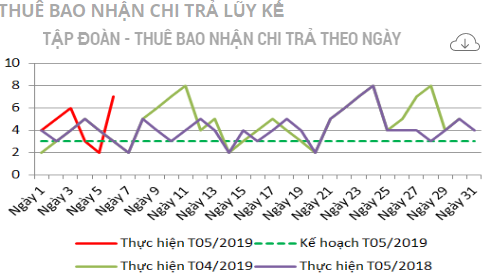 THUÊ BAO NHẬN CHI TRẢ LŨY KẾ
TẬP ĐOÀN - THUÊ BAO NHẬN CHI TRẢ THEO NGÀY
10
8
6
4
2
0
Ngày 1
Ngày 3
Ngày 5
Ngày 7
Ngày 9
Ngày 11
Ngày 13
Ngày 15
Ngày 17
Ngày 19
Ngày 21
Ngày 23
Ngày 25
Ngày 27
Ngày 29
Ngày 31
Thực hiện T05/2019
Kế hoạch T05/2019
Thực hiện T04/2019
Thực hiện T05/2018